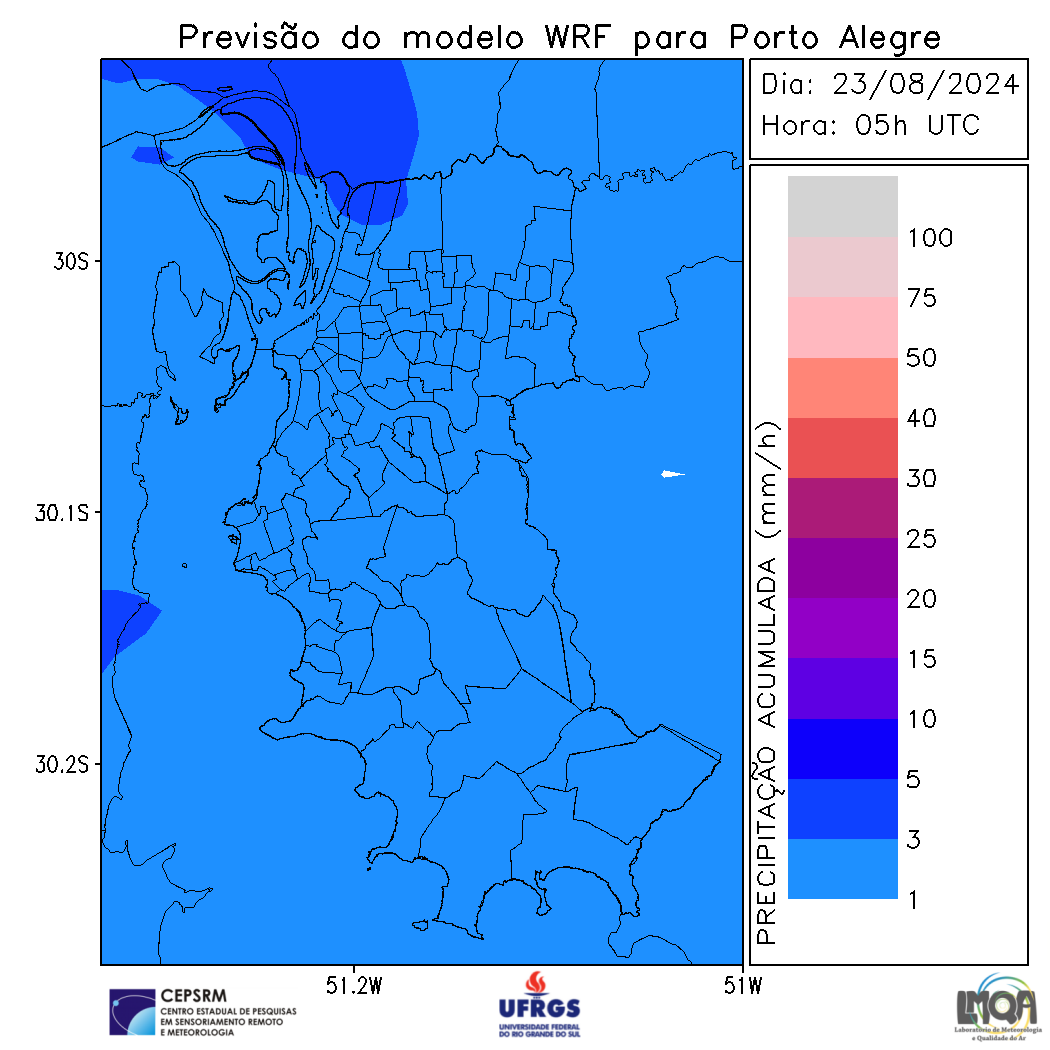 Previsão do modelo WRF para Porto Alegre
Dia: 23/08/2024
Hora: 05h UTC
100
75
50
40
30
25
20
15
10
5
3
1
PRECIPITAÇÃO ACUMULADA (mm/h)
30S
30.1S
30.2S
51.2W
51W
CEPSRM
CENTRO ESTADUAL DE PESQUISAS
EM SENSORIAMENTO REMOTO
E METEOROLOGIA
UFRGS
UNIVERSIDADE FEDERAL
DO RIO GRANDE DO SUL
LMQA
Laboratório de Meteorologia
e Qualidade do Ar